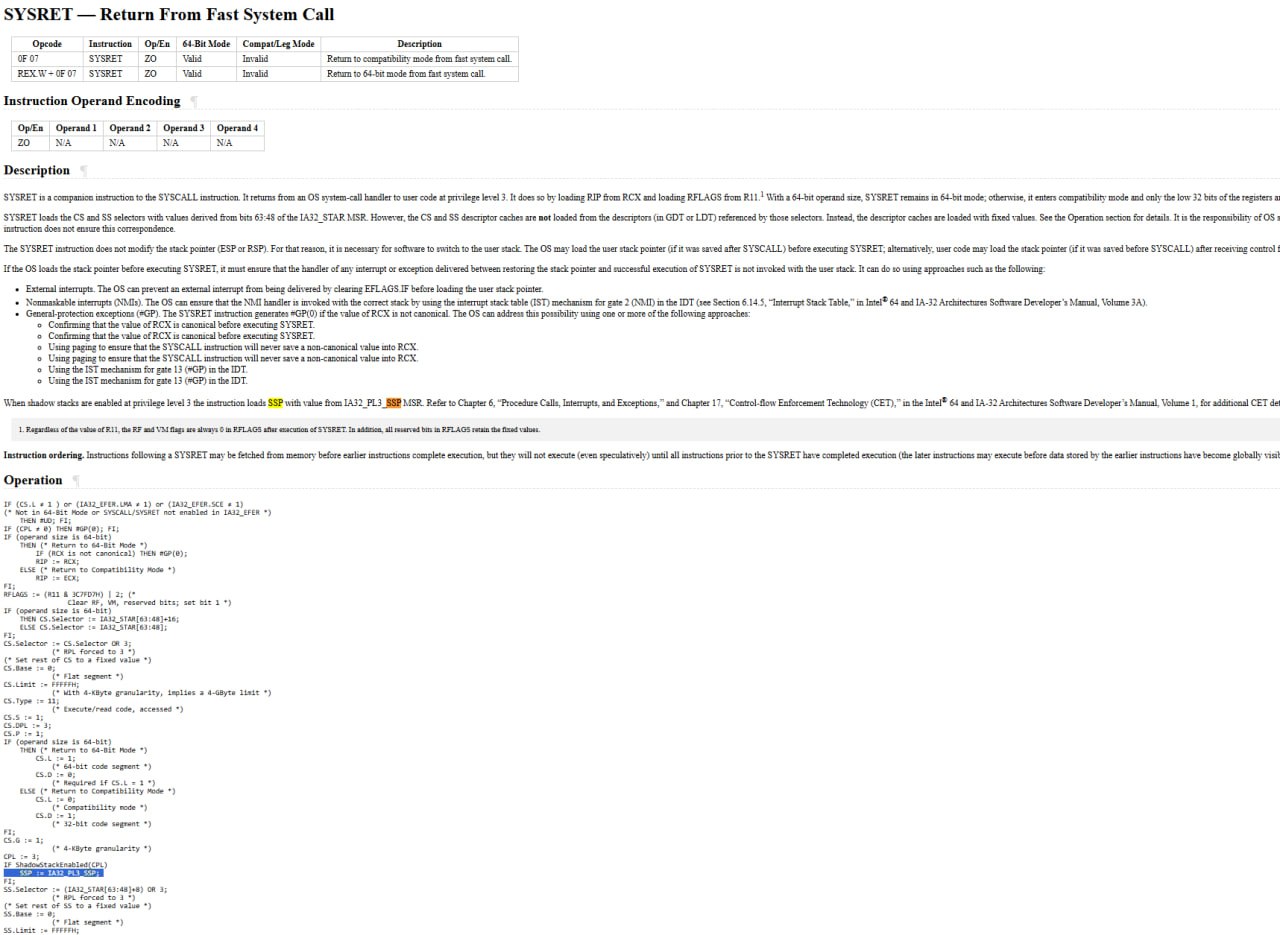 SYSRET — Return From Fast System Call
Opcode Instruction Op/En 64-Bit Mode Compat/Leg Mode Description
0F 07 SYSRET ZO Valid Invalid Return to compatibility mode from fast system call.
REX.W + 0F 07 SYSRET ZO Valid Invalid Return to 64-bit mode from fast system call.
Instruction Operand Encoding ¶
Op/En Operand 1 Operand 2 Operand 3 Operand 4
ZO N/A N/A N/A N/A
Description ¶
SYSRET is a companion instruction to the SYSCALL instruction. It returns from an OS system-call handler to user code at privilege level 3. It does so by loading RIP from RCX and loading RFLAGS from R11.1 With a 64-bit operand size, SYSRET remains in 64-bit mode; otherwise, it enters compatibility mode and only the low 32 bits of the registers a
SYSRET loads the CS and SS selectors with values derived from bits 63:48 of the IA32_STAR MSR. However, the CS and SS descriptor caches are not loaded from the descriptors (in GDT or LDT) referenced by those selectors. Instead, the descriptor caches are loaded with fixed values. See the Operation section for details. It is the responsibility of OS s
instruction does not ensure this correspondence.
The SYSRET instruction does not modify the stack pointer (ESP or RSP). For that reason, it is necessary for software to switch to the user stack. The OS may load the user stack pointer (if it was saved after SYSCALL) before executing SYSRET; alternatively, user code may load the stack pointer (if it was saved before SYSCALL) after receiving control f
If the OS loads the stack pointer before executing SYSRET, it must ensure that the handler of any interrupt or exception delivered between restoring the stack pointer and successful execution of SYSRET is not invoked with the user stack. It can do so using approaches such as the following:
• External interrupts. The OS can prevent an external interrupt from being delivered by clearing EFLAGS.IF before loading the user stack pointer.
• Nonmaskable interrupts (NMIs). The OS can ensure that the NMI handler is invoked with the correct stack by using the interrupt stack table (IST) mechanism for gate 2 (NMI) in the IDT (see Section 6.14.5, “Interrupt Stack Table,” in Intel® 64 and IA-32 Architectures Software Developer’s Manual, Volume 3A).
• General-protection exceptions (#GP). The SYSRET instruction generates #GP(0) if the value of RCX is not canonical. The OS can address this possibility using one or more of the following approaches:
◦ Confirming that the value of RCX is canonical before executing SYSRET.
◦ Confirming that the value of RCX is canonical before executing SYSRET.
◦ Using paging to ensure that the SYSCALL instruction will never save a non-canonical value into RCX.
◦ Using paging to ensure that the SYSCALL instruction will never save a non-canonical value into RCX.
◦ Using the IST mechanism for gate 13 (#GP) in the IDT.
◦ Using the IST mechanism for gate 13 (#GP) in the IDT.
When shadow stacks are enabled at privilege level 3 the instruction loads SSP with value from IA32_PL3_SSP MSR. Refer to Chapter 6, “Procedure Calls, Interrupts, and Exceptions,” and Chapter 17, “Control-flow Enforcement Technology (CET),” in the Intel® 64 and IA-32 Architectures Software Developer’s Manual, Volume 1, for additional CET det
1. Regardless of the value of R11, the RF and VM flags are always 0 in RFLAGS after execution of SYSRET. In addition, all reserved bits in RFLAGS retain the fixed values.
Instruction ordering. Instructions following a SYSRET may be fetched from memory before earlier instructions complete execution, but they will not execute (even speculatively) until all instructions prior to the SYSRET have completed execution (the later instructions may execute before data stored by the earlier instructions have become globally visib
Operation ¶
IF (CS.L ≠ 1 ) or (IA32_EFER.LMA ≠ 1) or (IA32_EFER.SCE ≠ 1)
(* Not in 64-Bit Mode or SYSCALL/SYSRET not enabled in IA32_EFER *)
THEN #UD; FI;
IF (CPL ≠ 0) THEN #GP(0); FI;
IF (operand size is 64-bit)
THEN (* Return to 64-Bit Mode *)
IF (RCX is not canonical) THEN #GP(0);
RIP := RCX;
ELSE (* Return to Compatibility Mode *)
RIP := ECX;
FI;
RFLAGS := (R11 & 3C7FD7H) | 2; (*
Clear RF, VM, reserved bits; set bit 1 *)
IF (operand size is 64-bit)
THEN CS.Selector := IA32_STAR[63:48]+16;
ELSE CS.Selector := IA32_STAR[63:48];
FI;
CS.Selector := CS.Selector OR 3;
(* RPL forced to 3 *)
(* Set rest of CS to a fixed value *)
CS.Base := 0;
(* Flat segment *)
CS.Limit := FFFFFH;
(* With 4-KByte granularity, implies a 4-GByte limit *)
CS.Type := 11;
(* Execute/read code, accessed *)
CS.S := 1;
CS.DPL := 3;
CS.P := 1;
IF (operand size is 64-bit)
THEN (* Return to 64-Bit Mode *)
CS.L := 1;
(* 64-bit code segment *)
CS.D := 0;
(* Required if CS.L = 1 *)
ELSE (* Return to Compatibility Mode *)
CS.L := 0;
(* Compatibility mode *)
CS.D := 1;
(* 32-bit code segment *)
FI;
CS.G := 1;
(* 4-KByte granularity *)
CPL := 3;
IF ShadowStackEnabled(CPL)
SSP := IA32_PL3_SSP;
FI;
SS.Selector := (IA32_STAR[63:48]+8) OR 3;
(* RPL forced to 3 *)
(* Set rest of SS to a fixed value *)
SS.Base := 0;
(* Flat segment *)
SS.Limit := FFFFFH;